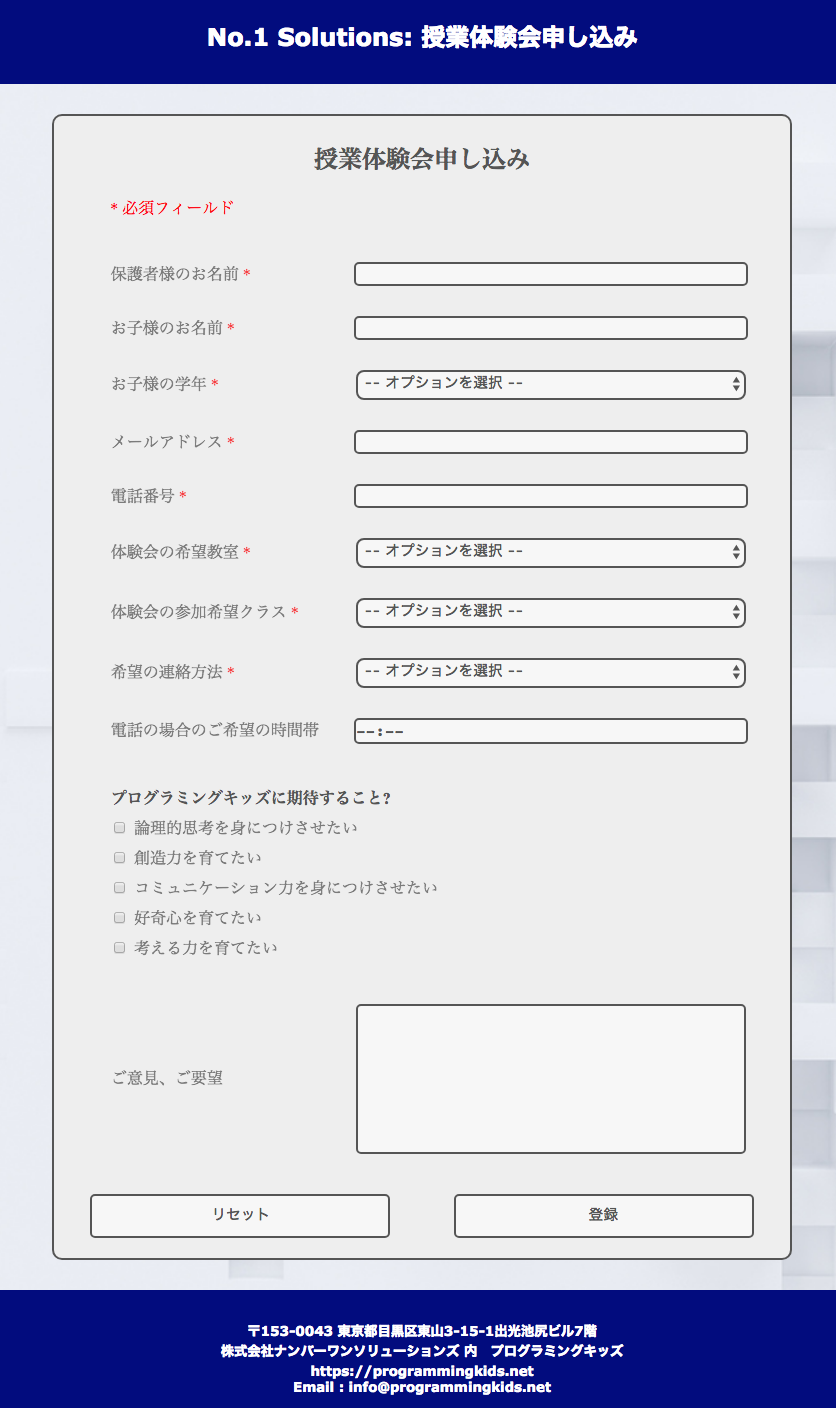 No.1 Solutions: 授業体験会申し込み
授業体験会申し込み
* 必須フィールド
保護者様のお名前 *
お子様のお名前 *
お子様の学年 *
-- オプションを選択 --
メールアドレス *
電話番号 *
体験会の希望教室 *
-- オプションを選択 --
体験会の参加希望クラス *
-- オプションを選択 --
希望の連絡方法 *
-- オプションを選択 --
電話の場合のご希望の時間帯
--:--
プログラミングキッズに期待すること?
論理的思考を身につけさせたい
創造力を育てたい
コミュニケーション力を身につけさせたい
好奇心を育てたい
考える力を育てたい
ご意見、ご要望
リセット
登録
〒153-0043 東京都目黒区東山3-15-1出光池尻ビル7階
株式会社ナンバーワンソリューションズ 内　プログラミングキッズ
https://programmingkids.net
Email : info@programmingkids.net